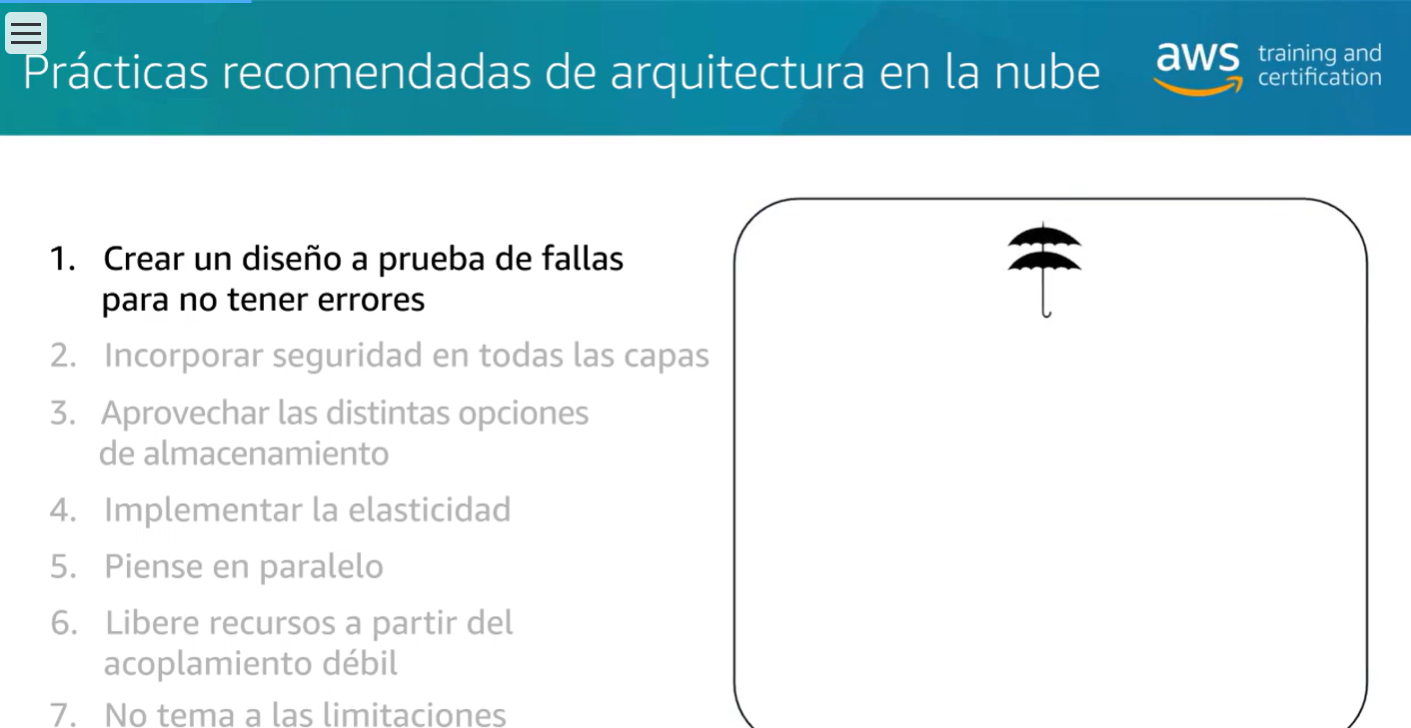 Prácticas recomendadas de arquitectura en la nube
aws training and
certification
1. Crear un diseño a prueba de fallas
para no tener errores
2. Incorporar seguridad en todas las capas
3. Aprovechar las distintas opciones
de almacenamiento
4. Implementar la elasticidad
5. Piense en paralelo
6. Libere recursos a partir del
acoplamiento débil
7. No tema a las limitaciones